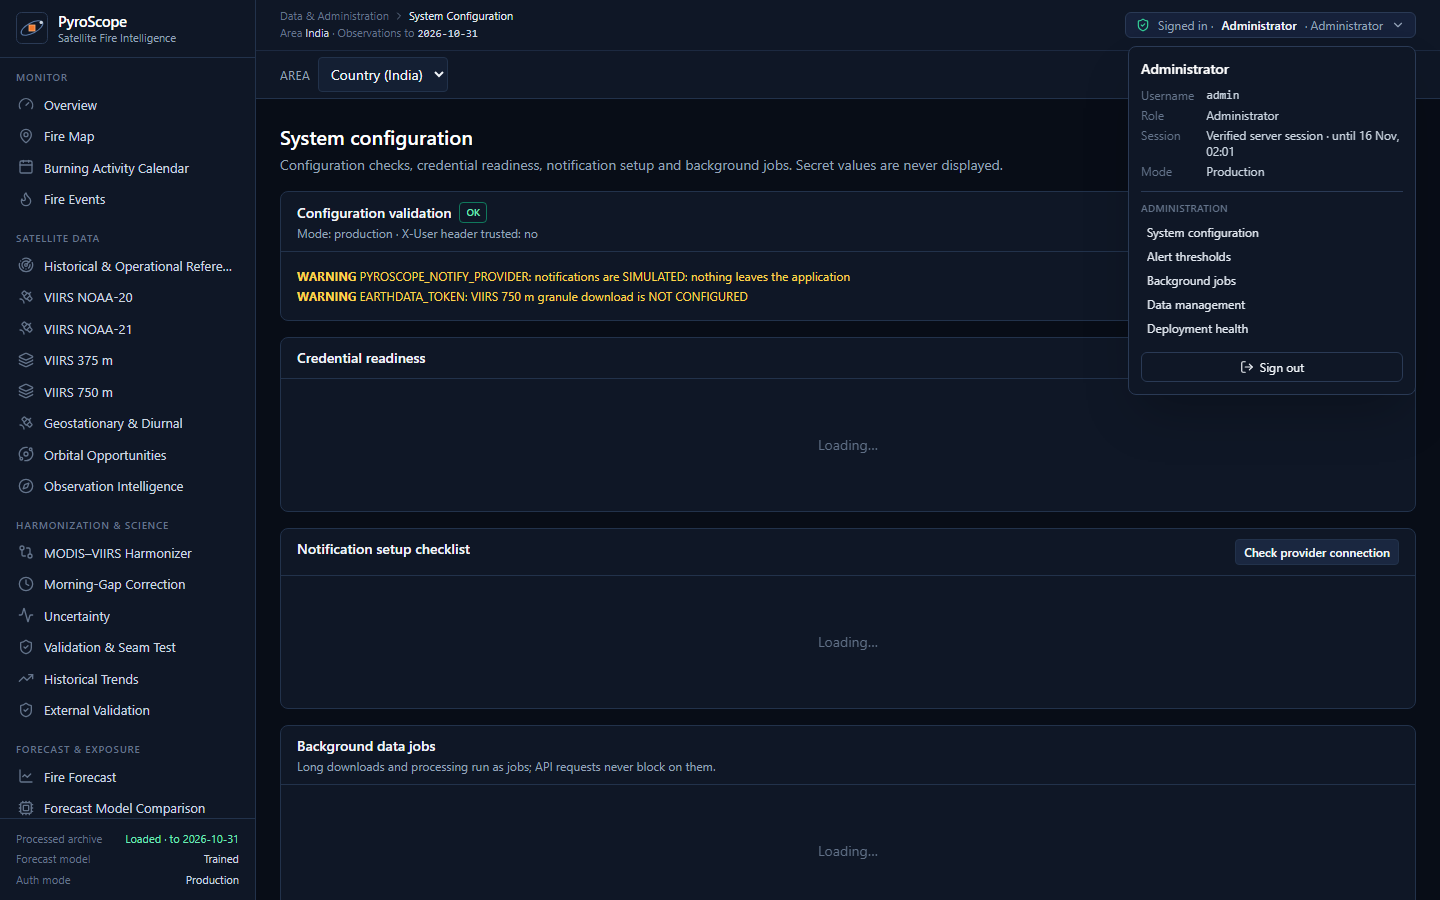 PyroScope
Satellite Fire Intelligence
MONITOR
Overview
Fire Map
Burning Activity Calendar
Fire Events
SATELLITE DATA
Historical & Operational Refere...
VIIRS NOAA-20
VIIRS NOAA-21
VIIRS 375 m
VIIRS 750 m
Geostationary & Diurnal
Orbital Opportunities
Observation Intelligence
HARMONIZATION & SCIENCE
MODIS–VIIRS Harmonizer
Morning-Gap Correction
Uncertainty
Validation & Seam Test
Historical Trends
External Validation
FORECAST & EXPOSURE
Fire Forecast
Forecast Model Comparison
Processed archive Loaded · to 2026-10-31
Forecast model Trained
Auth mode Production
Data & Administration > System Configuration
Area India · Observations to 2026-10-31
Signed in · Administrator · Administrator
AREA Country (India)
System configuration
Configuration checks, credential readiness, notification setup and background jobs. Secret values are never displayed.
Configuration validation OK
Mode: production · X-User header trusted: no
WARNING PYROSCOPE_NOTIFY_PROVIDER: notifications are SIMULATED: nothing leaves the application
WARNING EARTHDATA_TOKEN: VIIRS 750 m granule download is NOT CONFIGURED
Credential readiness
Loading...
Notification setup checklist
Check provider connection
Loading...
Background data jobs
Long downloads and processing run as jobs; API requests never block on them.
Loading...
Administrator
Username admin
Role Administrator
Session Verified server session · until 16 Nov,
02:01
Mode Production
ADMINISTRATION
System configuration
Alert thresholds
Background jobs
Data management
Deployment health
Sign out